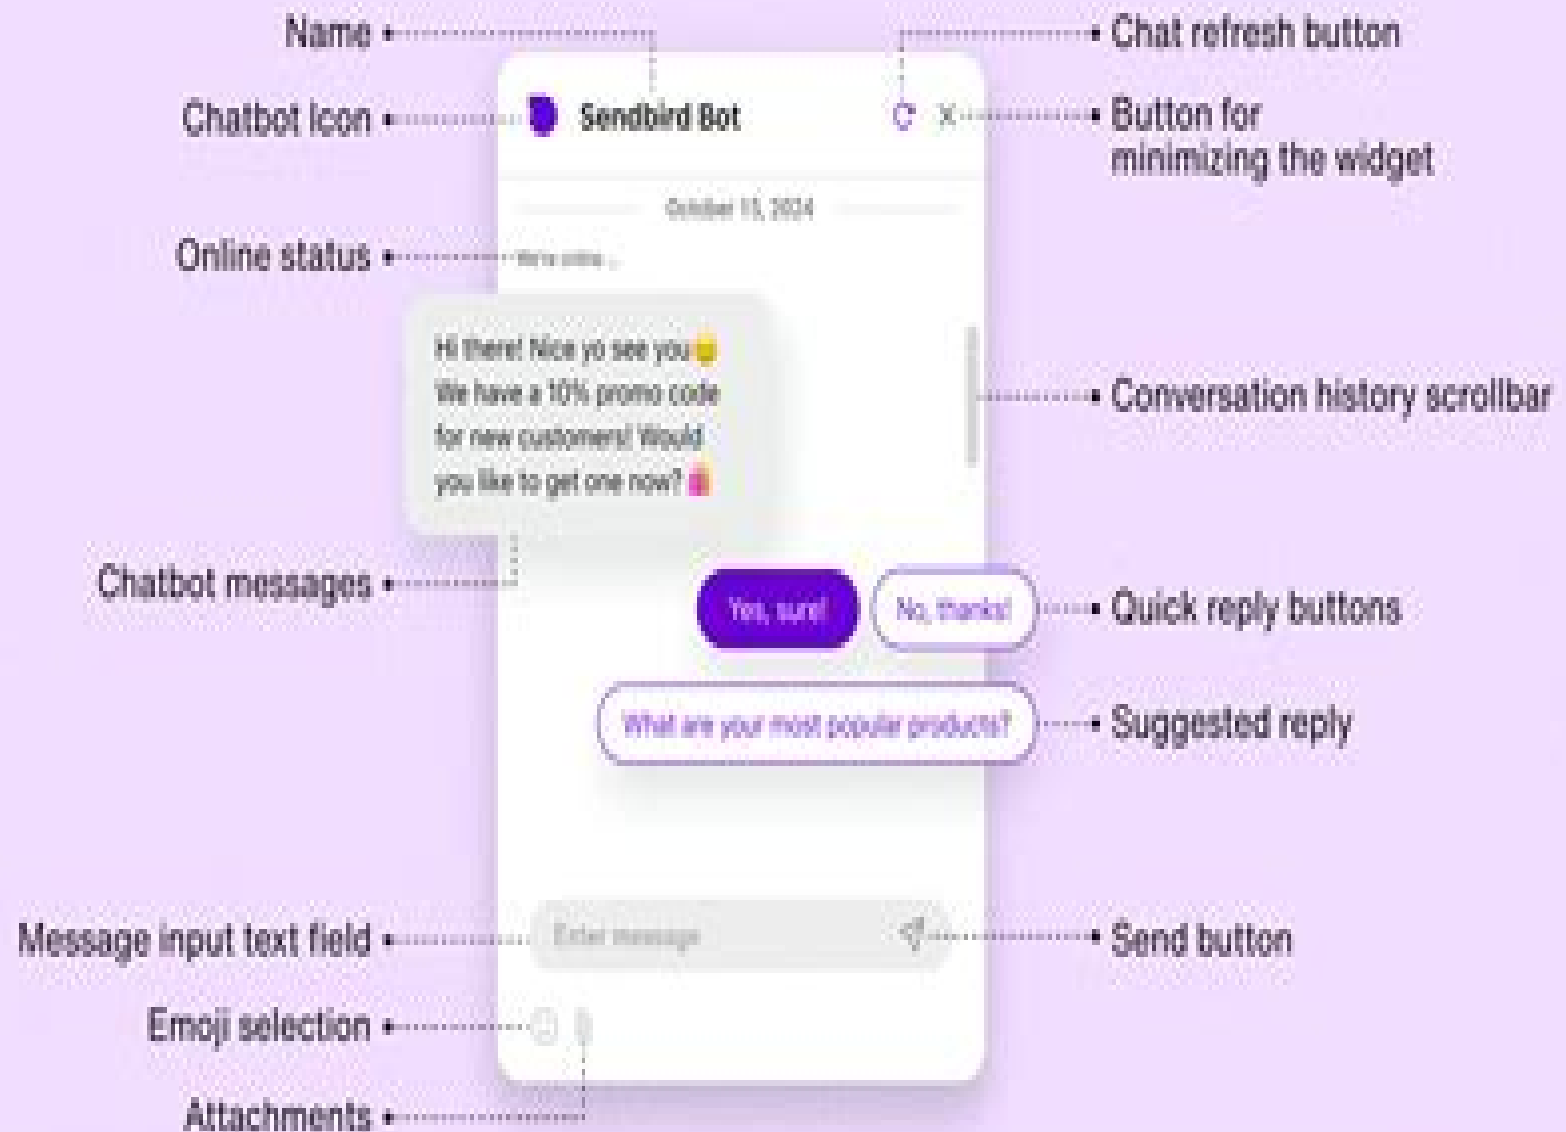 Name
Chat refresh button
Chatbot icon
Sendbird Bot
Button for
minimizing the widget
October 15, 2024
Online status
We're online...
Hi there! Nice yo see you
We have a 10% promo code
for new customers! Would
you like to get one now?
Conversation history scrollbar
Chatbot messages
Yes, sure!
No, thanks!
Quick reply buttons
What are your most popular products?
Suggested reply
Message input text field
Enter message
Send button
Emoji selection
Attachments